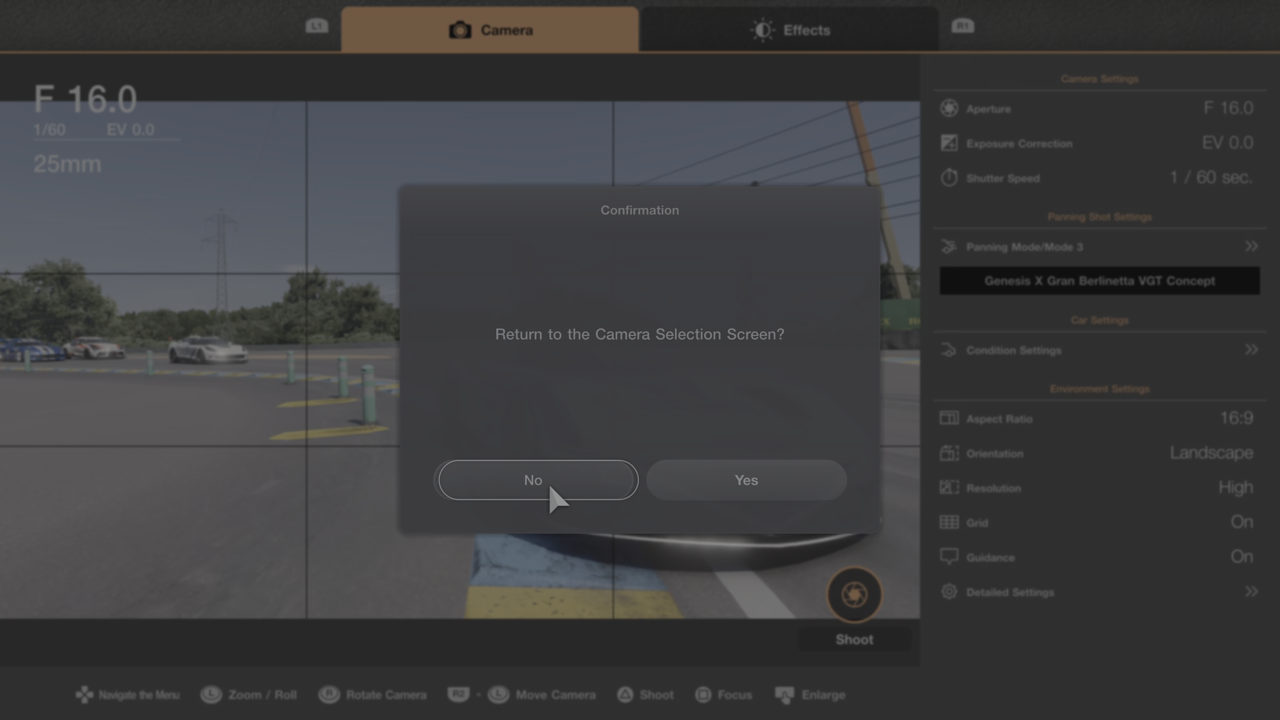 L1
Camera
Effects
R1
F 16.0
1/60 EV 0.0
25mm
Camera Settings
Aperture F 16.0
Exposure Correction EV 0.0
Shutter Speed 1 / 60 sec.
Panning Shot Settings
Panning Mode/Mode 3
Genesis X Gran Berlinetta VGT Concept
Car Settings
Condition Settings
Environment Settings
Aspect Ratio 16:9
Orientation Landscape
Resolution High
Grid On
Guidance On
Detailed Settings
Confirmation
Return to the Camera Selection Screen?
No Yes
Shoot
Navigate the Menu L Zoom / Roll R Rotate Camera R2 + L Move Camera Shoot Focus Enlarge